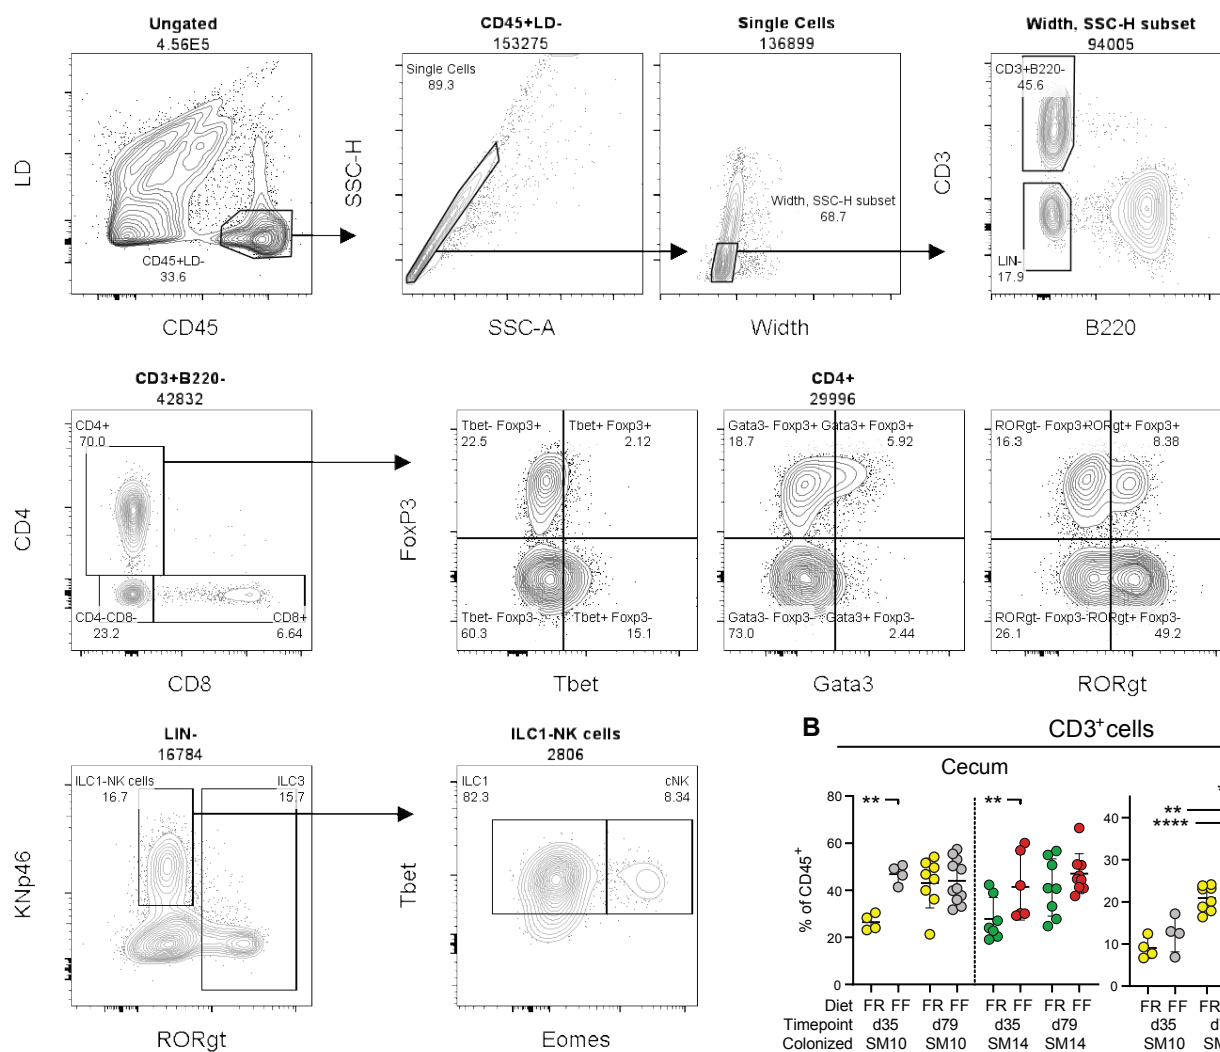 Ungated
4.56E5
CD45+LD-
153275
Single Cells
136899
Width, SSC-H subset
94005
LD
CD45+LD-
33.6
CD45
SSC-H
Single Cells
89.3
SSC-A
Width, SSC-H subset
68.7
Width
CD3
CD3+B220-
45.6
LIN-
17.9
B220
CD3+B220-
42832
CD4+
29996
CD4
CD4+
70.0
CD4-CD8-
23.2
CD8+
6.64
CD8
FoxP3
Tbet- Foxp3+
22.5
Tbet+ Foxp3+
2.12
Tbet- Foxp3-
60.3
Tbet+ Foxp3-
15.1
Tbet
Gata3- Foxp3+
18.7
Gata3+ Foxp3+
5.92
Gata3- Foxp3-
73.0
Gata3+ Foxp3-
2.44
Gata3
RORgt- Foxp3+
16.3
RORgt+ Foxp3+
8.38
RORgt- Foxp3-
26.1
RORgt+ Foxp3-
49.2
RORgt
LIN-
16784
ILC1-NK cells
2806
KNp46
ILC1-NK cells
16.7
ILC3
15.7
RORgt
Tbet
ILC1
82.3
cNK
8.34
Eomes
B
CD3+cells
Cecum
% of CD45+
80
60
40
20
0
** **
40
30
20
10
0
**
****
Diet FR FF FR FF FR FF FR FF FR FF FR
Timepoint d35 d79 d35 d79 d35
Colonized SM10 SM10 SM14 SM14 SM10